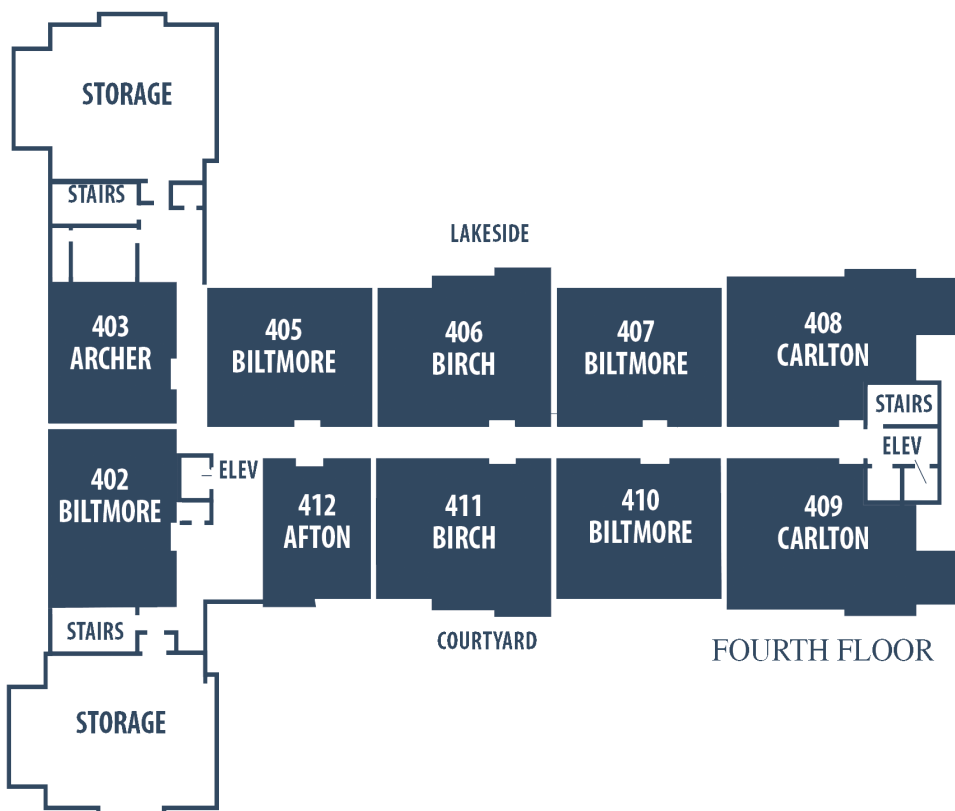 STORAGE
STAIRS
LAKESIDE
403
ARCHER
405
BILTMORE
406
BIRCH
407
BILTMORE
408
CARLTON
STAIRS
ELEV
402
BILTMORE
ELEV
412
AFTON
411
BIRCH
410
BILTMORE
409
CARLTON
STAIRS
COURTYARD
FOURTH FLOOR
STORAGE